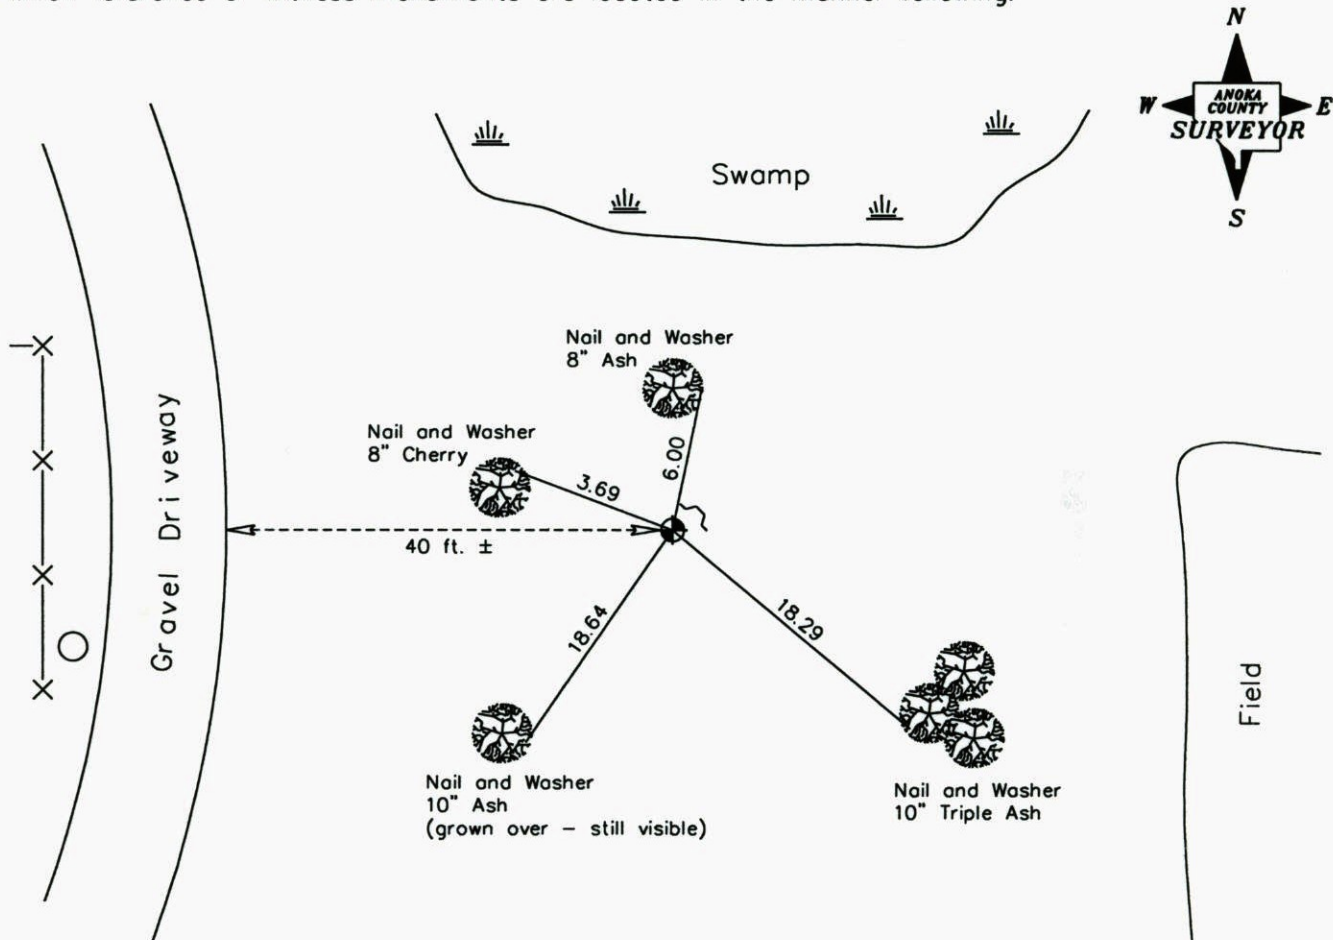 N
ANOKA
COUNTY
W E
SURVEYOR
S
Swamp
Nail and Washer
8" Ash
Nail and Washer
8" Cherry
6.00
3.69
40 ft. ±
Gravel Driveway
18.64
18.29
Field
Nail and Washer
10" Ash
(grown over – still visible)
Nail and Washer
10" Triple Ash